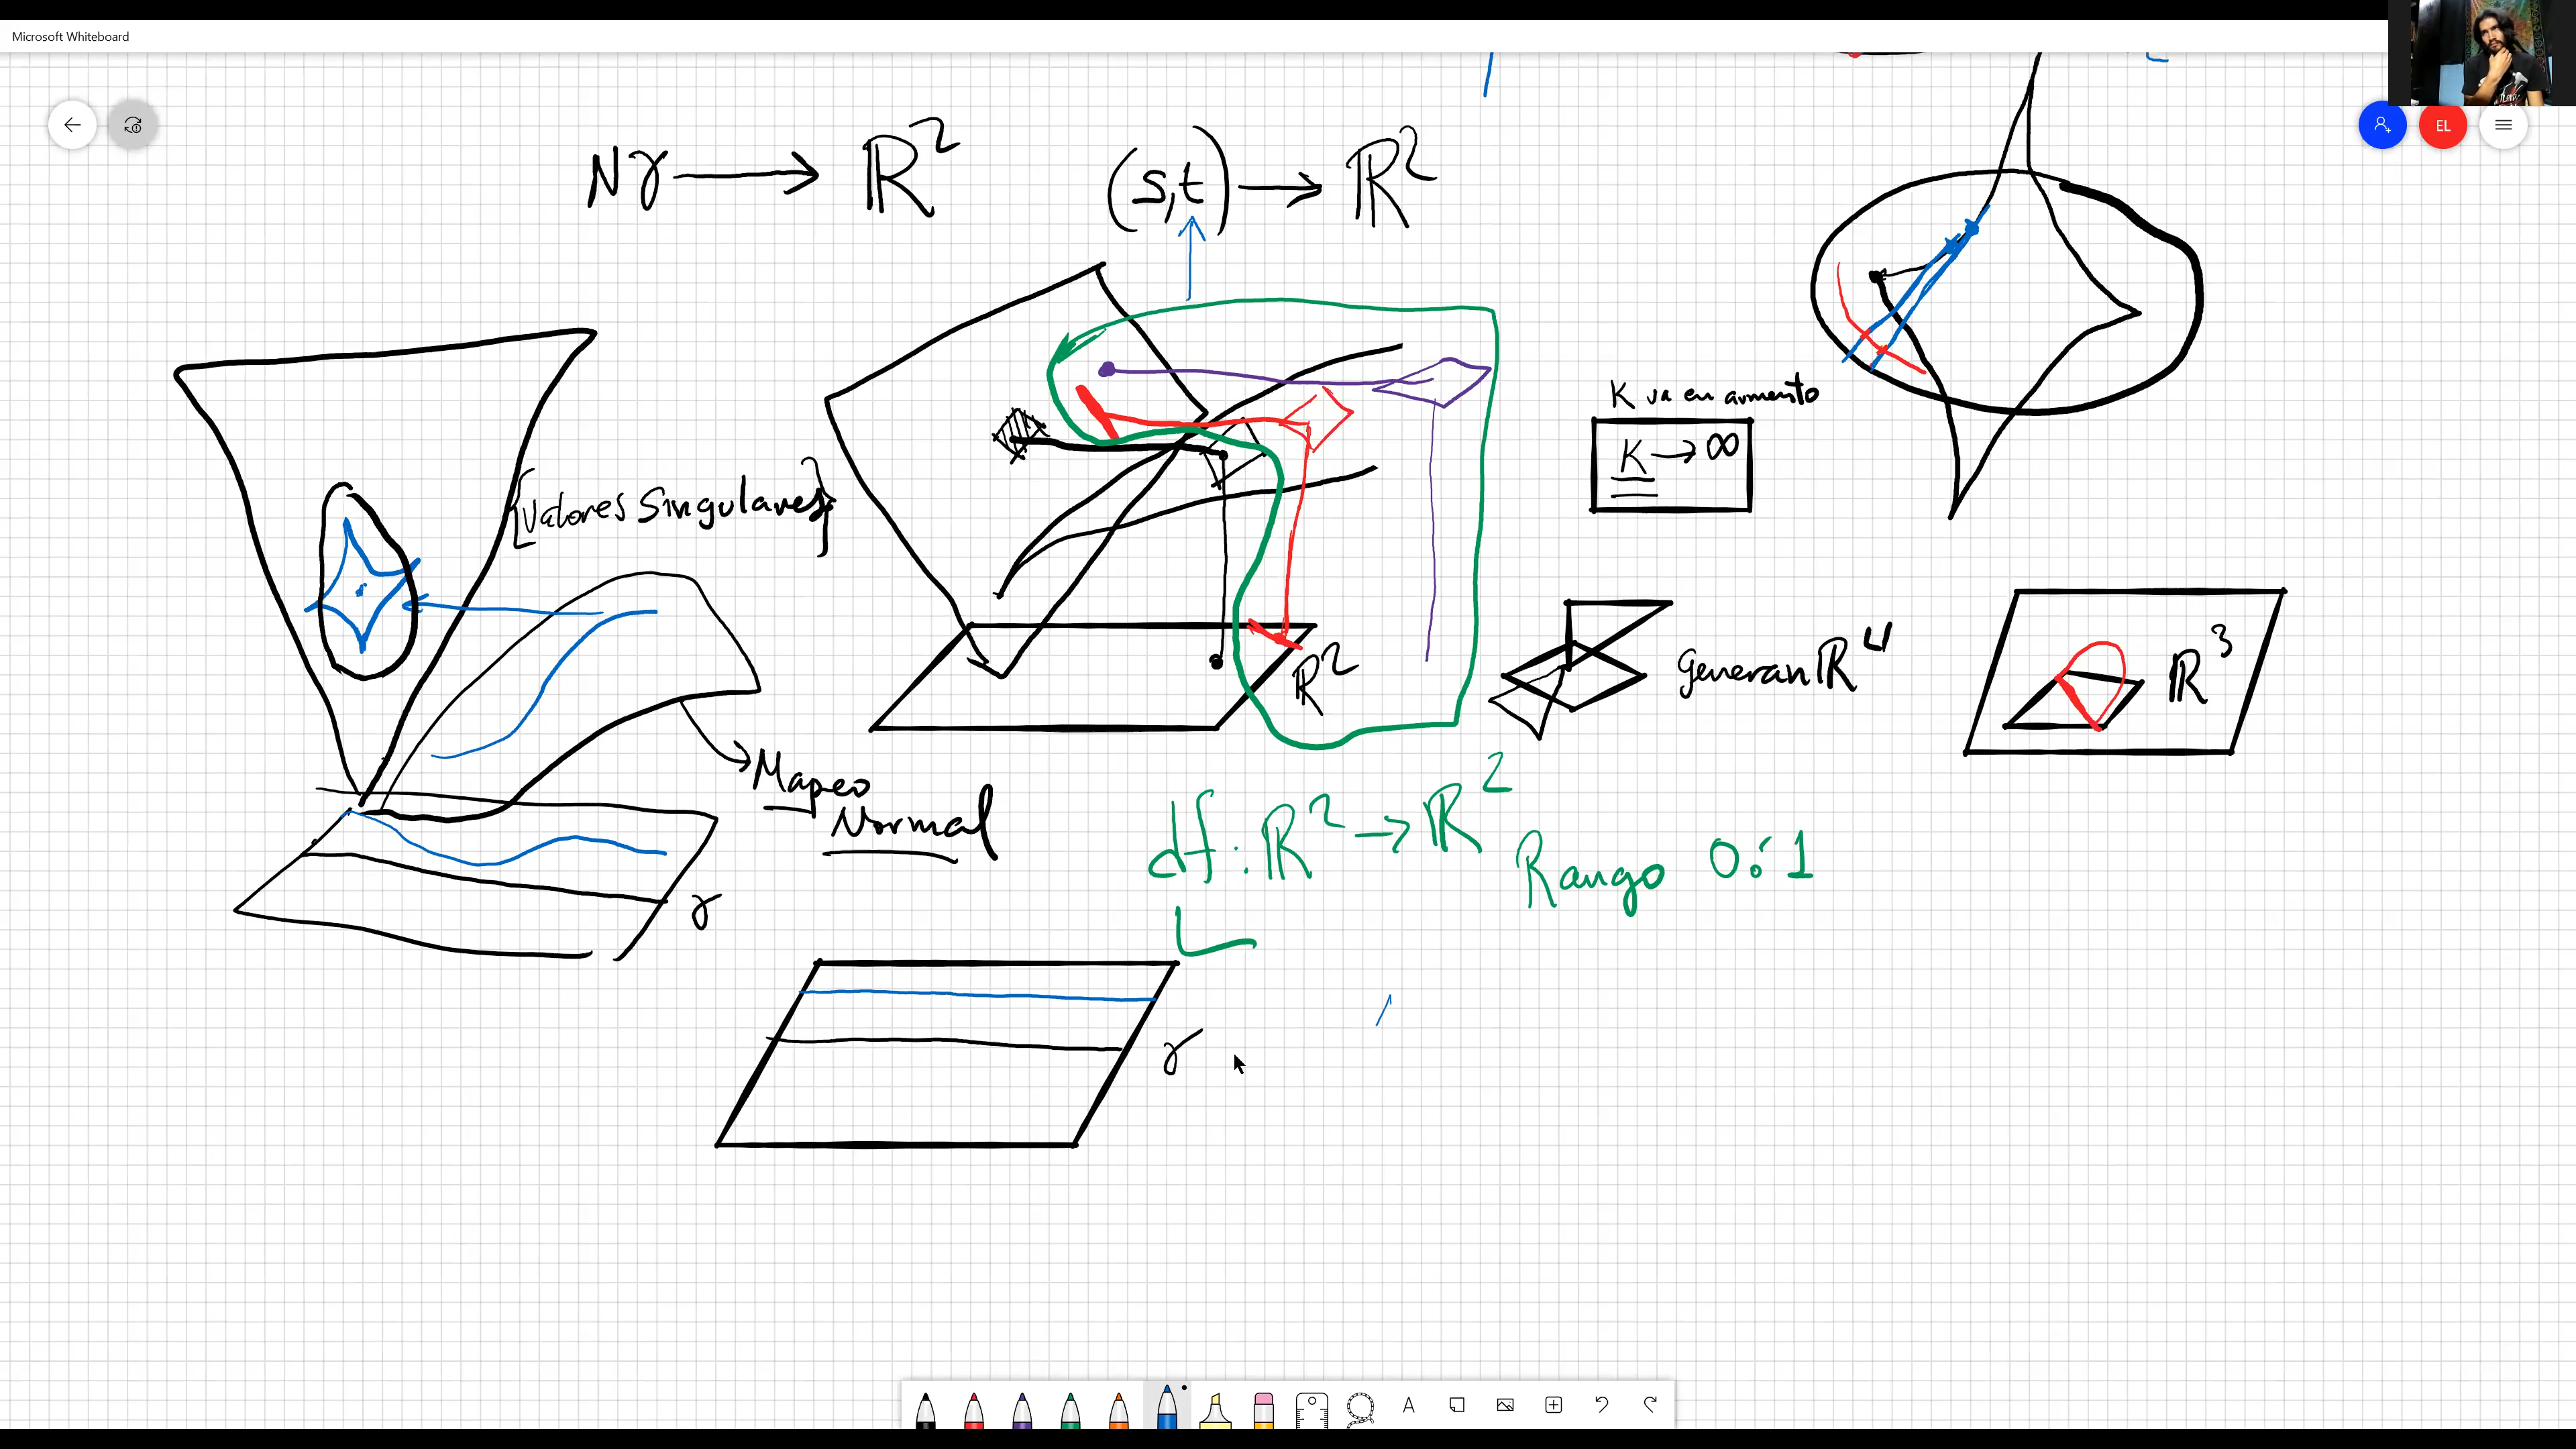 Microsoft Whiteboard
EL
Nγ → ℝ²
(s,t) → ℝ²
K va en aumento
K → ∞
[Valores Singulares]
ℝ²
Generan ℝ⁴
ℝ³
Mapeo
Normal
df: ℝ² → ℝ²
Rango 0 ó 1
γ
γ
A